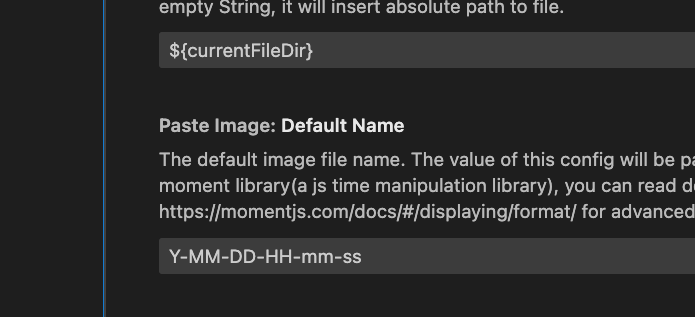 empty String, it will insert absolute path to file.
${currentFileDir}
Paste Image: Default Name
The default image file name. The value of this config will be
moment library(a js time manipulation library), you can read
https://momentjs.com/docs/#/displaying/format/ for advanced
Y-MM-DD-HH-mm-ss